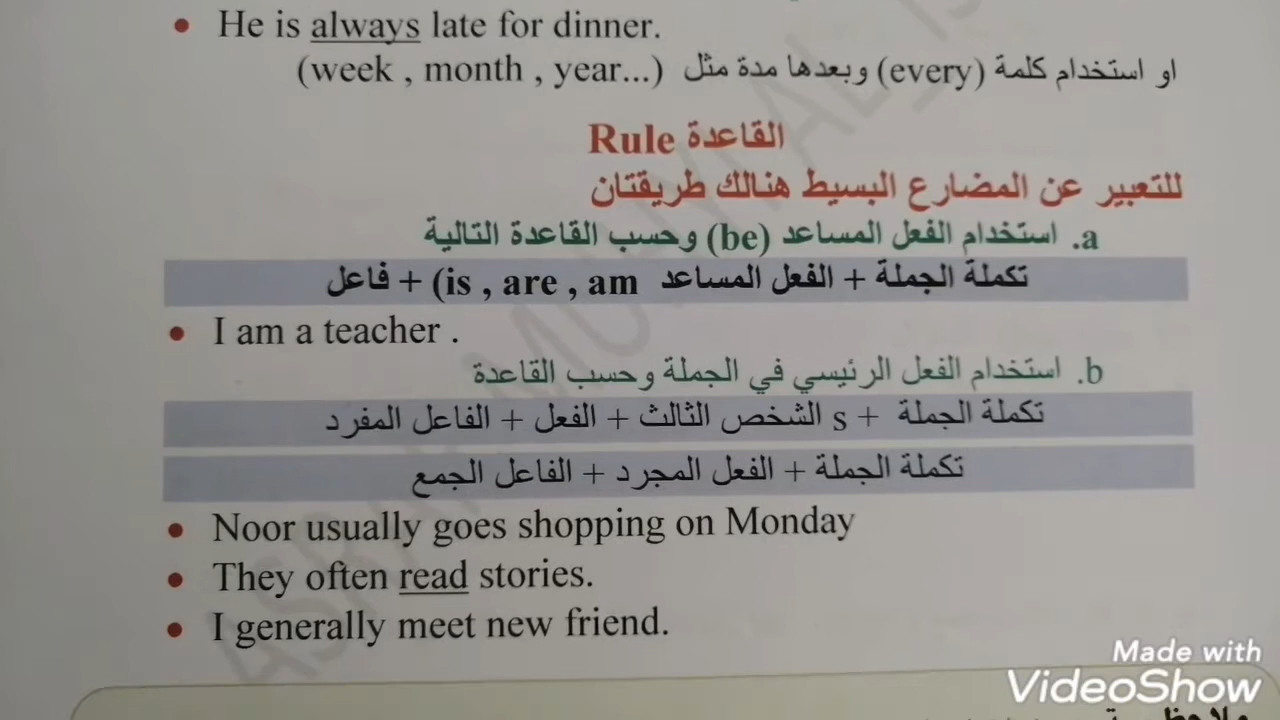 • He is always late for dinner.
او استخدام كلمة (every) وبعدها مدة مثل (week , month , year...)
القاعدة Rule
للتعبير عن المضارع البسيط هنالك طريقتان
a. استخدام الفعل المساعد (be) وحسب القاعدة التالية
تكملة الجملة + الفعل المساعد is , are , am) + فاعل
• I am a teacher .
b. استخدام الفعل الرئيسي في الجملة وحسب القاعدة
تكملة الجملة + s الشخص الثالث + الفعل + الفاعل المفرد
تكملة الجملة + الفعل المجرد + الفاعل الجمع
• Noor usually goes shopping on Monday
• They often read stories.
• I generally meet new friend.
Made with
VideoShow